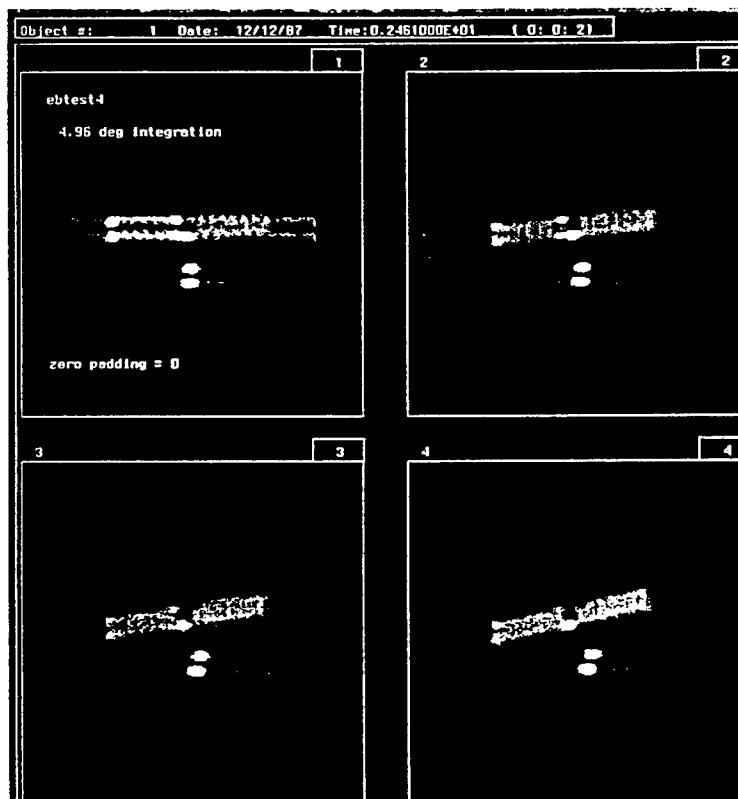 Object #: 1 Date: 12/12/87 Time:0.2461000E+01 ( 0: 0: 2)
1
2 2
ebtest4
4.96 deg integration
zero padding = 0
3 3
4 4